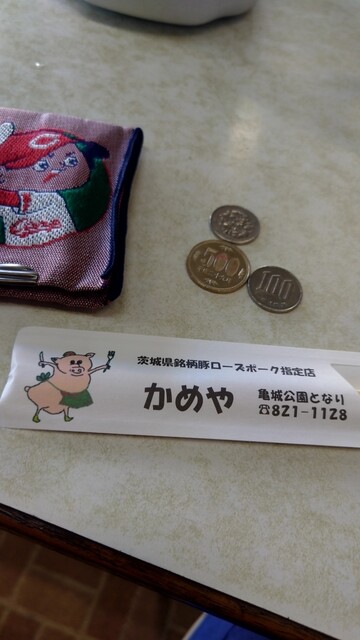 500
100
茨城県銘柄豚ローズポーク指定店
かめや
亀城公園となり
☎821-1128